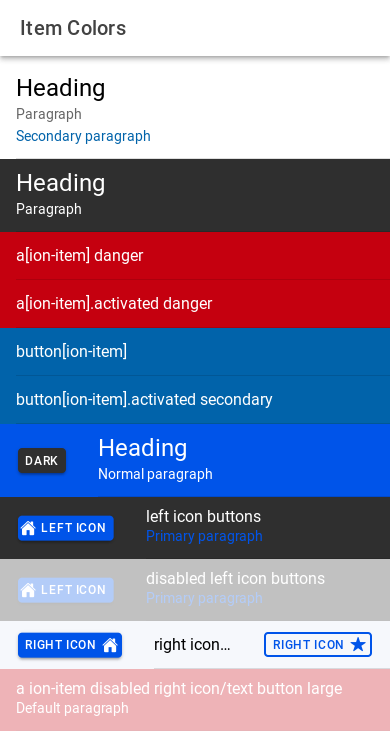 Item Colors
Heading
Paragraph
Secondary paragraph
Heading
Paragraph
a[ion-item] danger
a[ion-item].activated danger
button[ion-item]
button[ion-item].activated secondary
DARK
Heading
Normal paragraph
LEFT ICON
left icon buttons
Primary paragraph
LEFT ICON
disabled left icon buttons
Primary paragraph
RIGHT ICON
right icon…
RIGHT ICON
a ion-item disabled right icon/text button large
Default paragraph